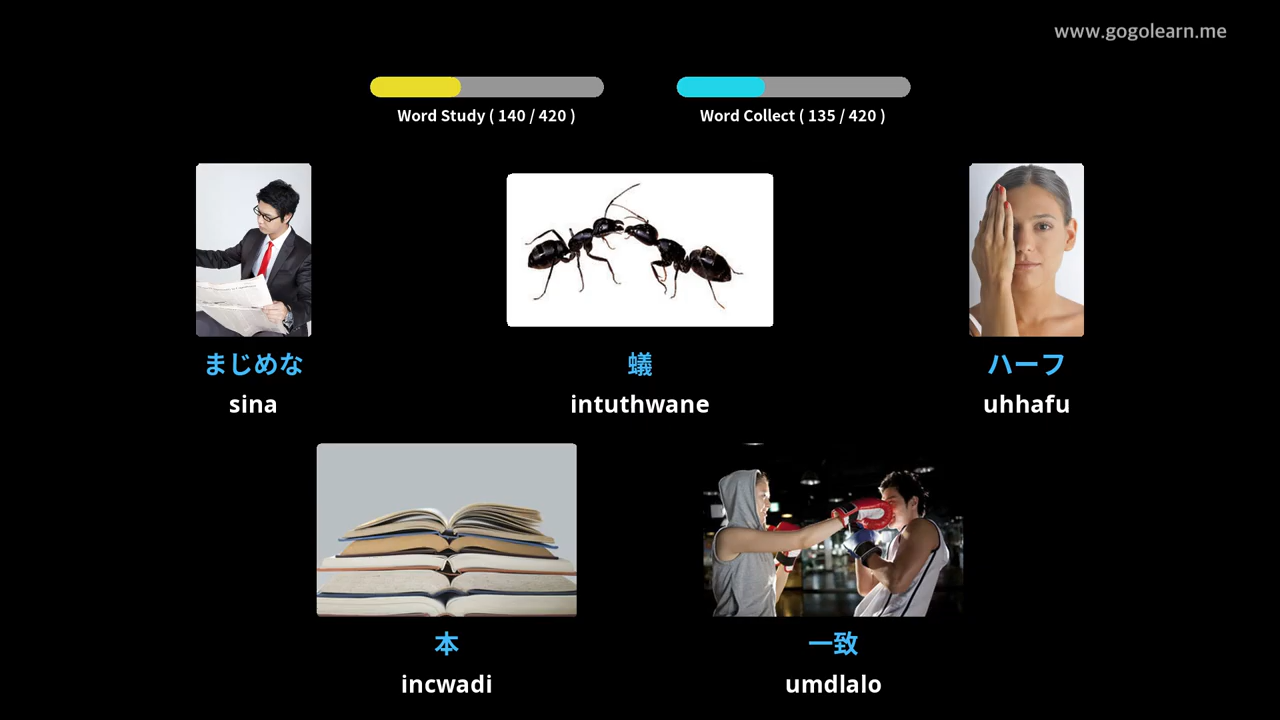 www.gogolearn.me
Word Study ( 140 / 420 )
Word Collect ( 135 / 420 )
まじめな
sina
蟻
intuthwane
ハーフ
uhhafu
本
incwadi
一致
umdlalo